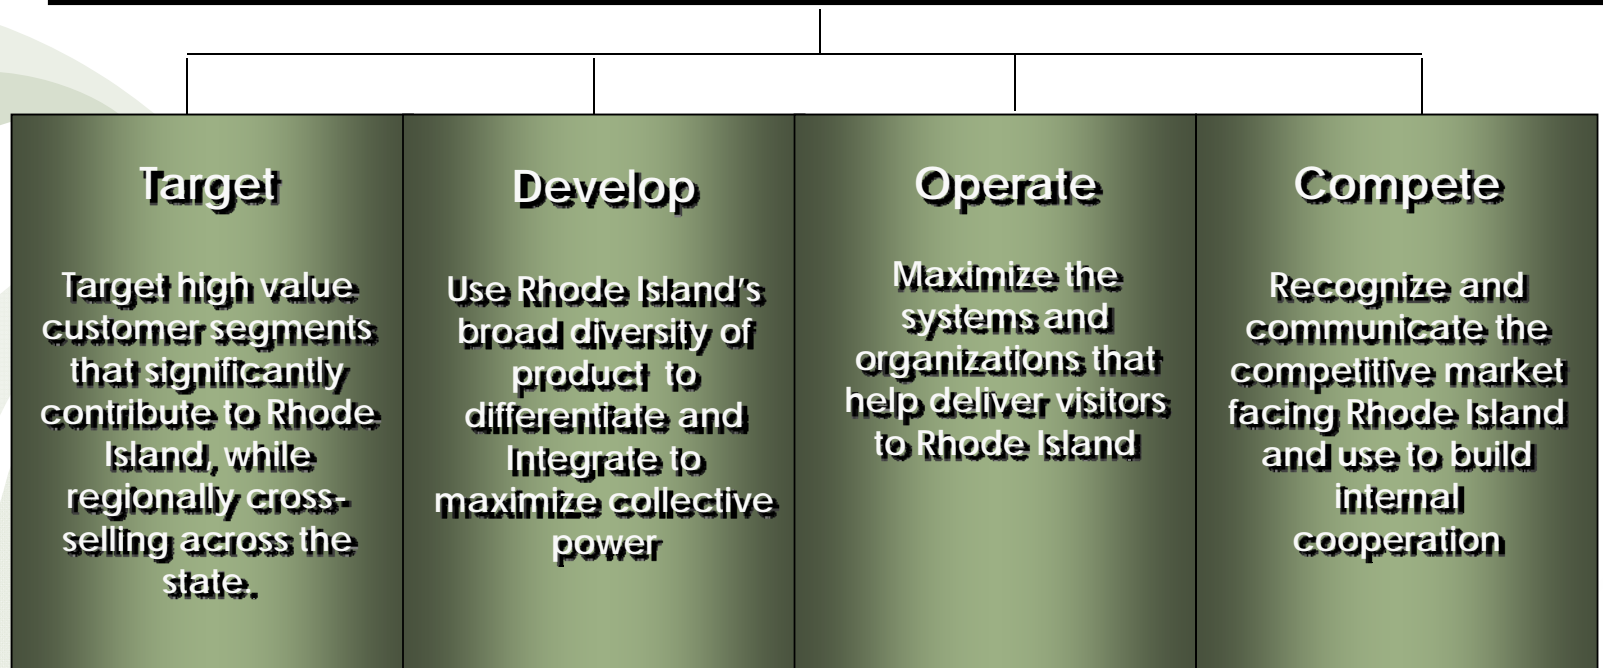 Target
Target high value
customer segments
that significantly
contribute to Rhode
Island, while
regionally cross-
selling across the
state.
Develop
Use Rhode Island's
broad diversity of
product  to
differentiate and
Integrate to
maximize collective
power
Operate
Maximize the
systems and
organizations that
help deliver visitors
to Rhode Island
Compete
Recognize and
communicate the
competitive market
facing Rhode Island
and use to build
internal
cooperation